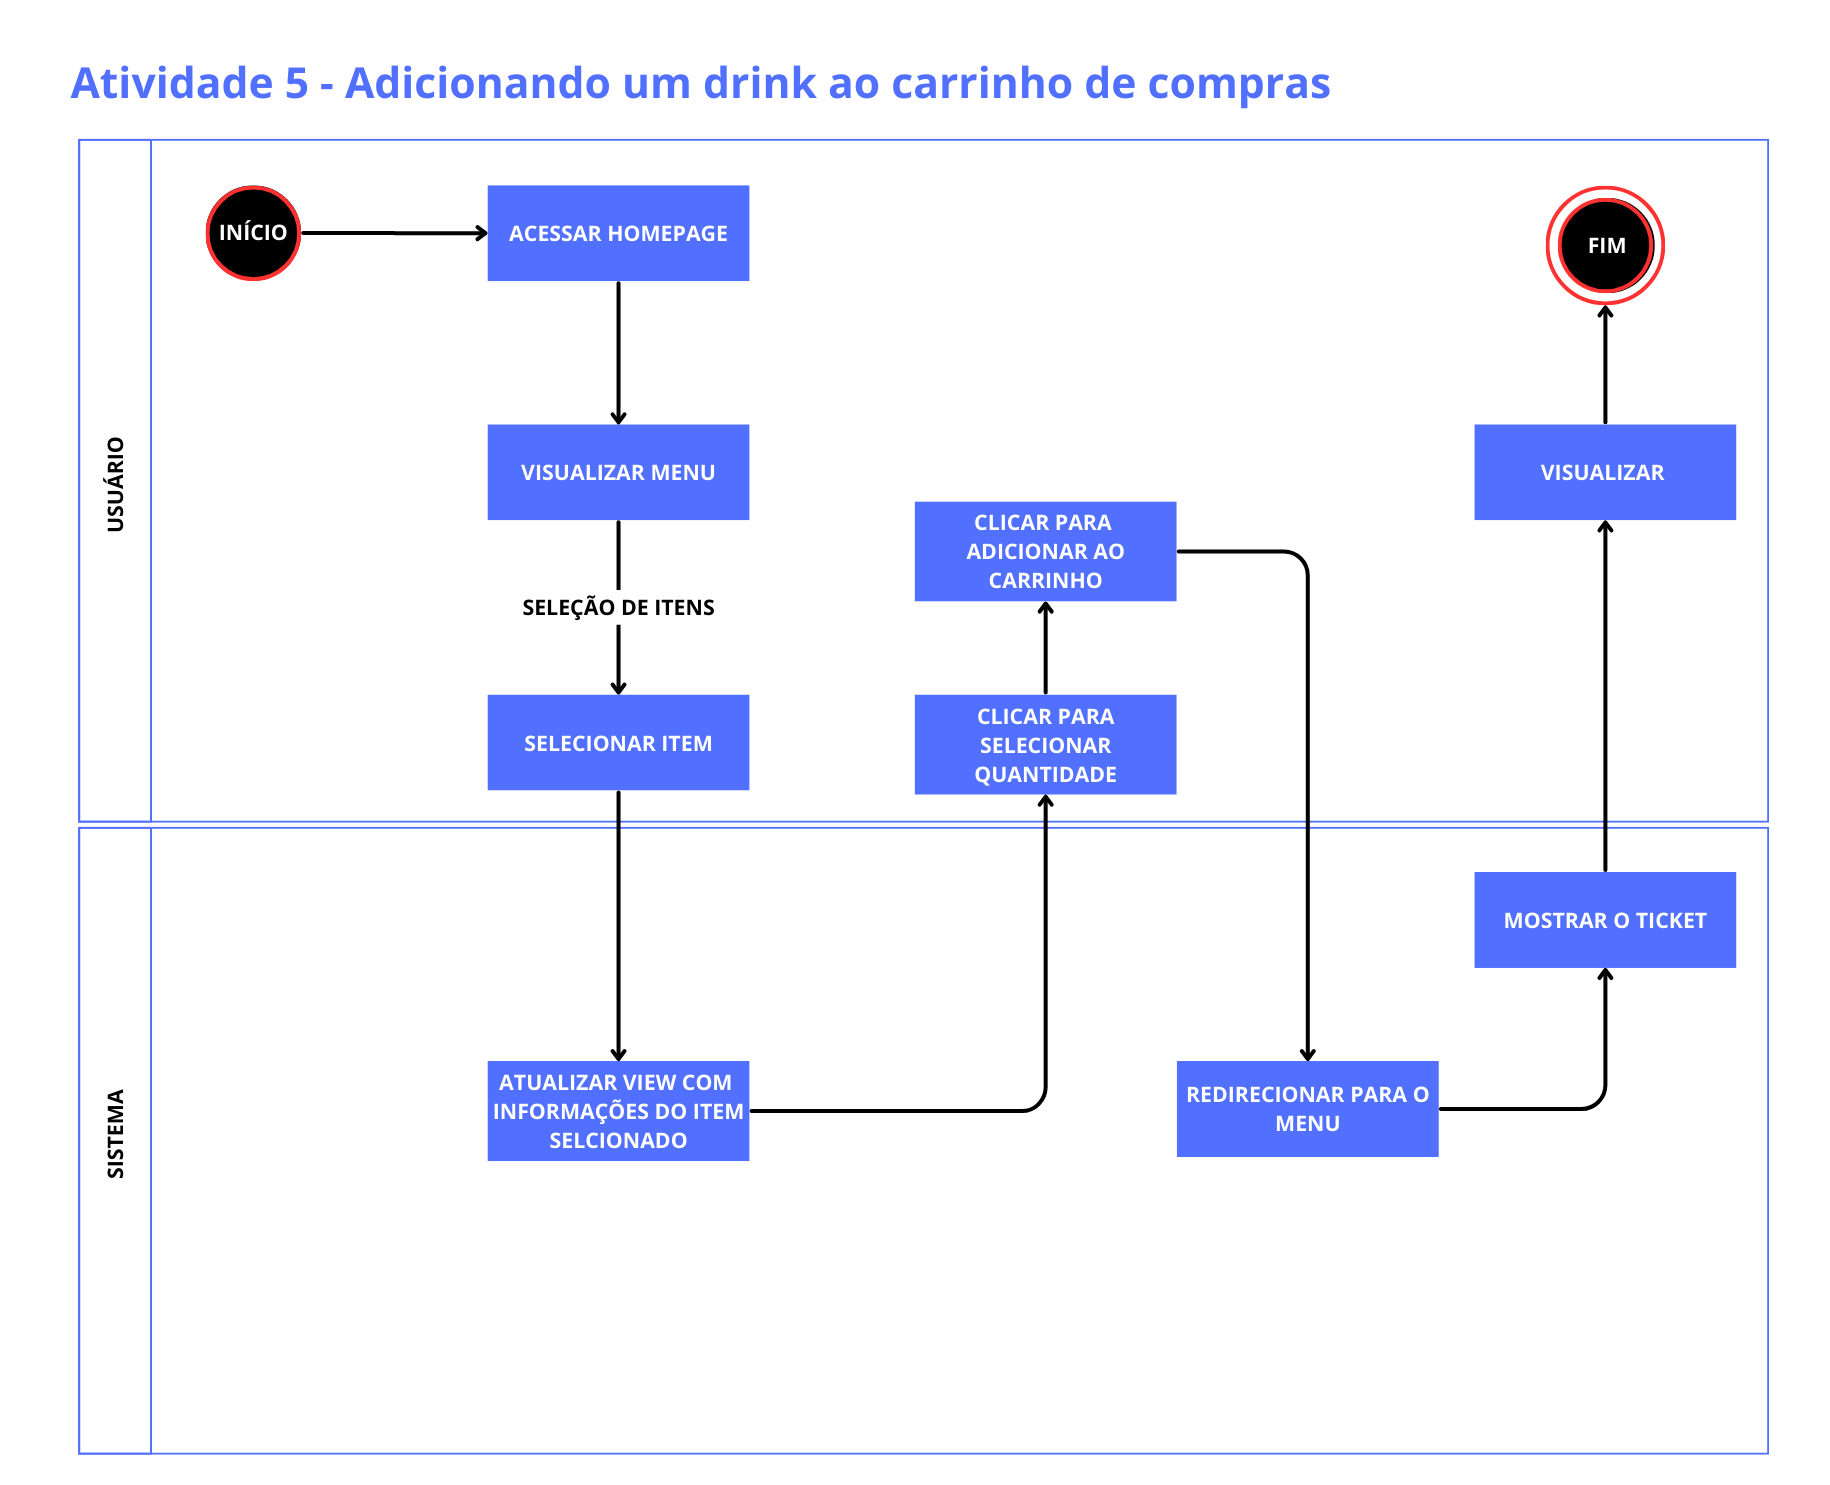 Atividade 5 - Adicionando um drink ao carrinho de compras
USUÁRIO
INÍCIO
ACESSAR HOMEPAGE
FIM
VISUALIZAR MENU
VISUALIZAR
SELEÇÃO DE ITENS
CLICAR PARA
ADICIONAR AO
CARRINHO
SELECIONAR ITEM
CLICAR PARA
SELECIONAR
QUANTIDADE
SISTEMA
MOSTRAR O TICKET
ATUALIZAR VIEW COM
INFORMAÇÕES DO ITEM
SELCIONADO
REDIRECIONAR PARA O
MENU